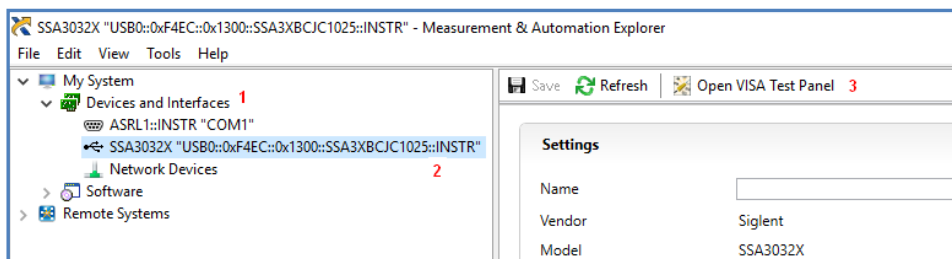 SSA3032X "USB0::0xF4EC::0x1300::SSA3XBCJC1025::INSTR" - Measurement & Automation Explorer
File Edit View Tools Help
My System
Devices and Interfaces 1
ASRL1::INSTR "COM1"
SSA3032X "USB0::0xF4EC::0x1300::SSA3XBCJC1025::INSTR"
Network Devices 2
Software
Remote Systems
Save Refresh Open VISA Test Panel 3
Settings
Name
Vendor Siglent
Model SSA3032X